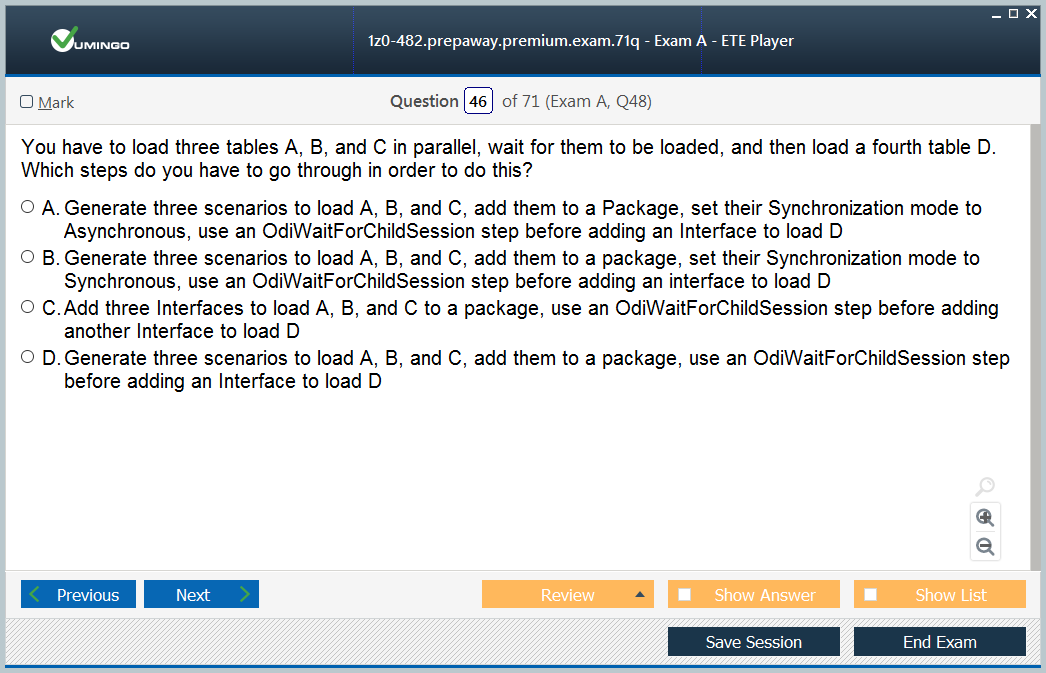 VUMINGO
1z0-482.prepaway.premium.exam.71q - Exam A - ETE Player
Mark
Question 46 of 71 (Exam A, Q48)
You have to load three tables A, B, and C in parallel, wait for them to be loaded, and then load a fourth table D.
Which steps do you have to go through in order to do this?
A. Generate three scenarios to load A, B, and C, add them to a Package, set their Synchronization mode to
Asynchronous, use an OdiWaitForChildSession step before adding an Interface to load D
B. Generate three scenarios to load A, B, and C, add them to a package, set their Synchronization mode to
Synchronous, use an OdiWaitForChildSession step before adding an interface to load D
C. Add three Interfaces to load A, B, and C to a package, use an OdiWaitForChildSession step before adding
another Interface to load D
D. Generate three scenarios to load A, B, and C, add them to a package, use an OdiWaitForChildSession step
before adding an Interface to load D
Previous Next Review Show Answer Show List
Save Session End Exam